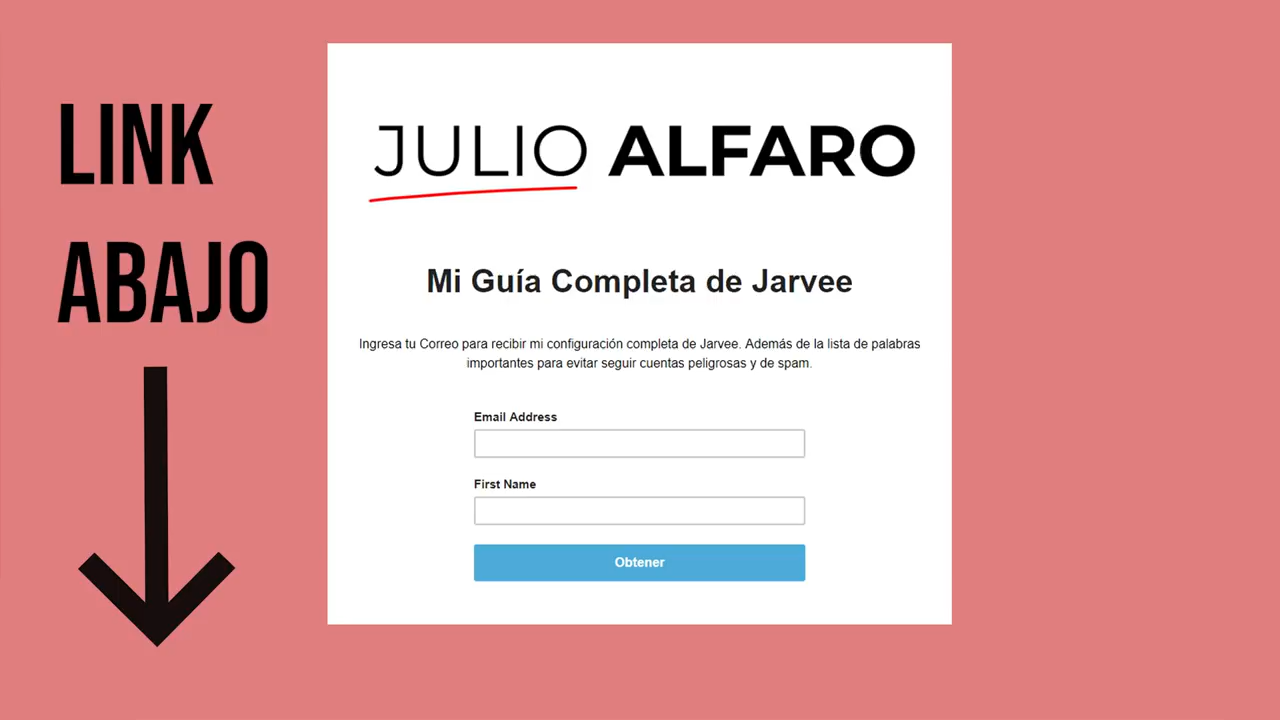 LINK
ABAJO
JULIO ALFARO
Mi Guía Completa de Jarvee
Ingresa tu Correo para recibir mi configuración completa de Jarvee. Además de la lista de palabras
importantes para evitar seguir cuentas peligrosas y de spam.
Email Address
First Name
Obtener